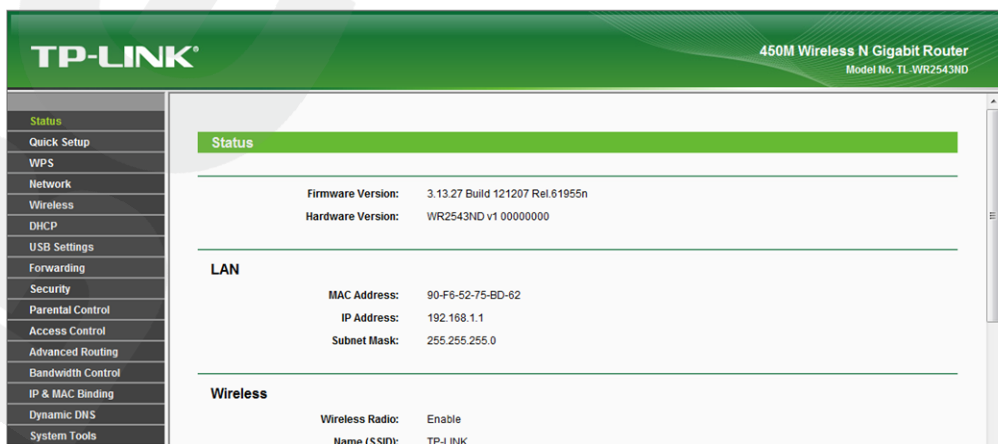 TP-LINK®
450M Wireless N Gigabit Router
Model No. TL-WR2543ND
Status
Quick Setup
WPS
Network
Wireless
DHCP
USB Settings
Forwarding
Security
Parental Control
Access Control
Advanced Routing
Bandwidth Control
IP & MAC Binding
Dynamic DNS
System Tools
Status
Firmware Version: 3.13.27 Build 121207 Rel.61955n
Hardware Version: WR2543ND v1 00000000
LAN
MAC Address: 90-F6-52-75-BD-62
IP Address: 192.168.1.1
Subnet Mask: 255.255.255.0
Wireless
Wireless Radio: Enable
Name (SSID): TP-LINK